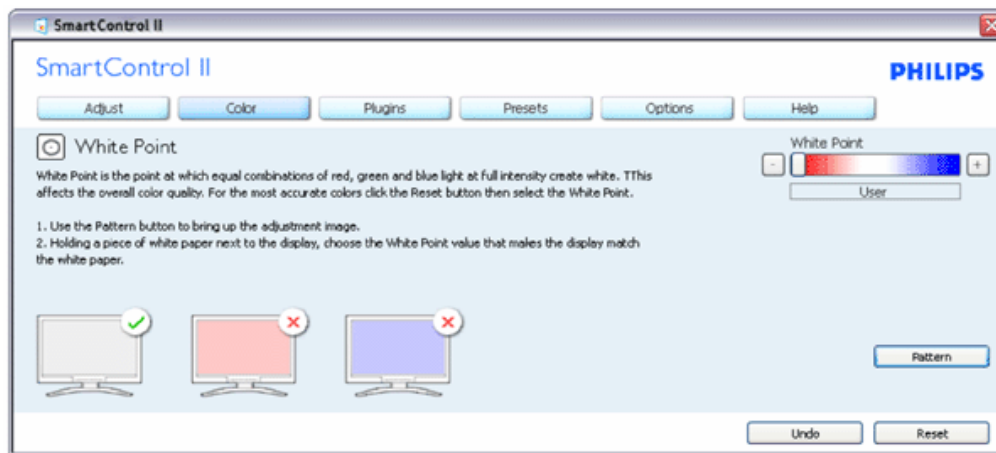 SmartControl II
SmartControl II
PHILIPS
Adjust Color Plugins Presets Options Help
White Point
White Point is the point at which equal combinations of red, green and blue light at full intensity create white. TThis
affects the overall color quality. For the most accurate colors click the Reset button then select the White Point.
1. Use the Pattern button to bring up the adjustment image.
2. Holding a piece of white paper next to the display, choose the White Point value that makes the display match
the white paper.
White Point
- +
User
Pattern
Undo Reset